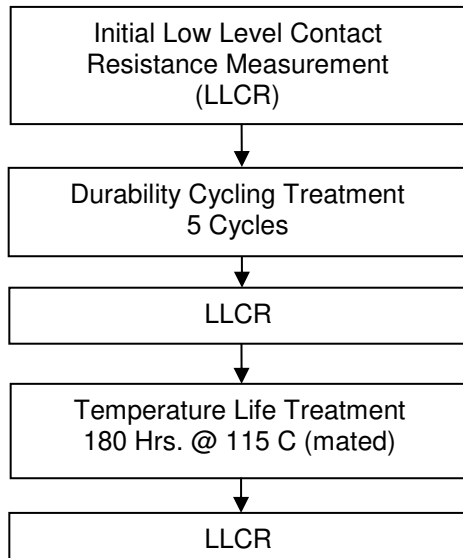 Initial Low Level Contact
Resistance Measurement
(LLCR)
Durability Cycling Treatment
5 Cycles
LLCR
Temperature Life Treatment
180 Hrs. @ 115 C (mated)
LLCR